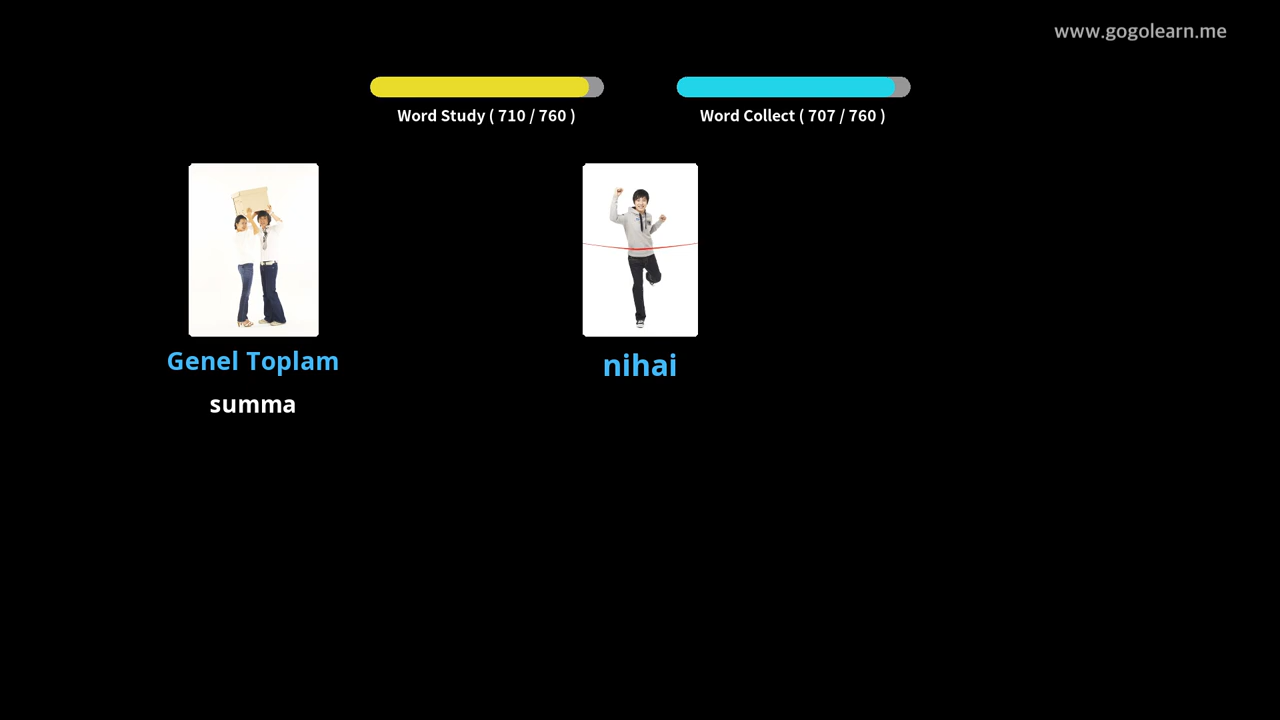 www.gogolearn.me
Word Study ( 710 / 760 )
Word Collect ( 707 / 760 )
Genel Toplam
summa
nihai